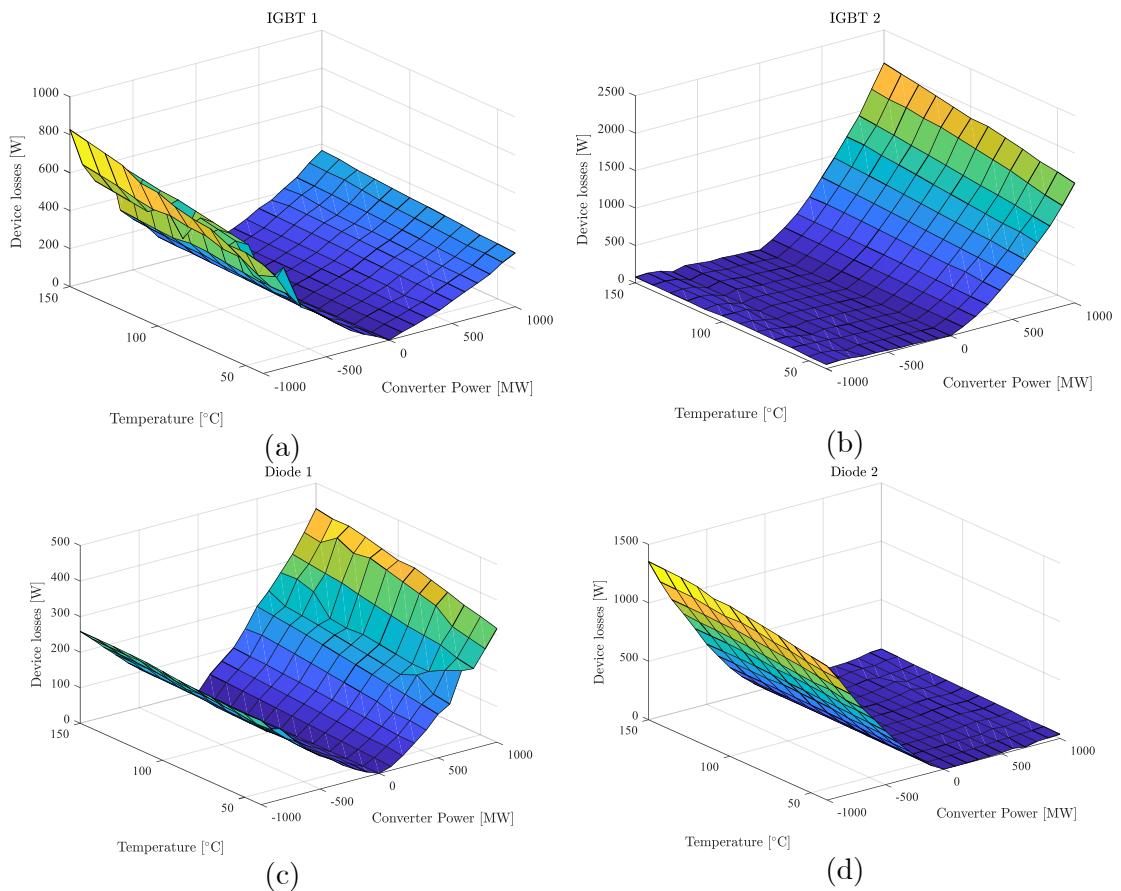 IGBT 1
1000
800
600
400
200
0
Device losses [W]
150
100
50
Temperature [°C]
-1000
-500
0
500
1000
Converter Power [MW]
(a)
IGBT 2
2500
2000
1500
1000
500
0
Device losses [W]
150
100
50
Temperature [°C]
-1000
-500
0
500
1000
Converter Power [MW]
(b)
Diode 1
500
400
300
200
100
0
Device losses [W]
150
100
50
Temperature [°C]
-1000
-500
0
500
1000
Converter Power [MW]
(c)
Diode 2
1500
1000
500
0
Device losses [W]
150
100
50
Temperature [°C]
-1000
-500
0
500
1000
Converter Power [MW]
(d)